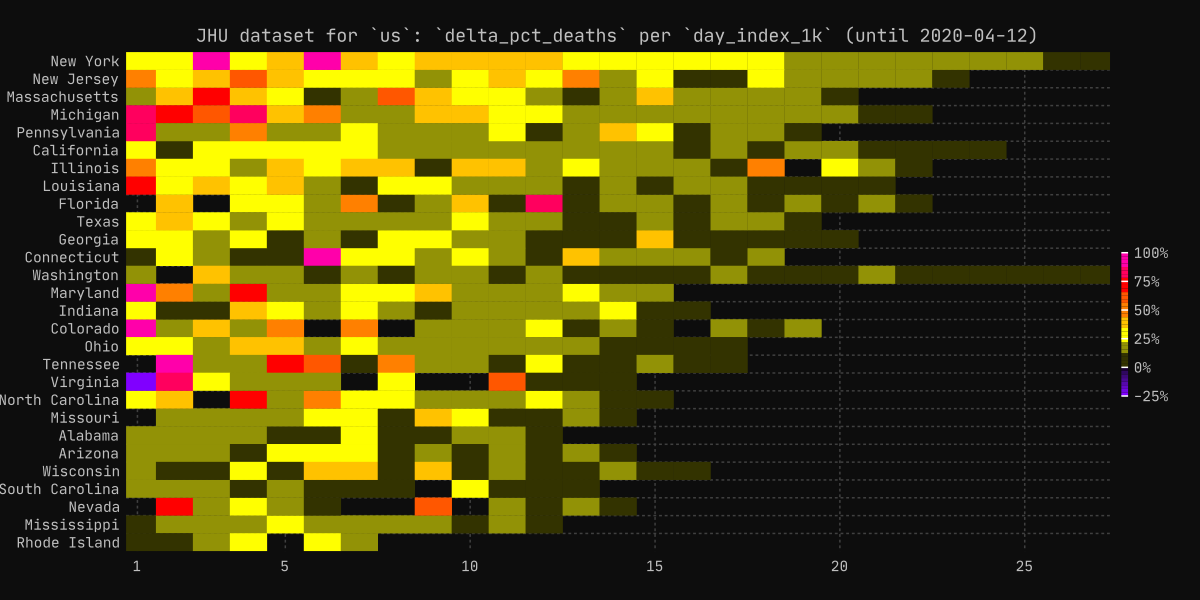 JHU dataset for `us`: `delta_pct_deaths` per `day_index_1k` (until 2020-04-12)
New York
New Jersey
Massachusetts
Michigan
Pennsylvania
California
Illinois
Louisiana
Florida
Texas
Georgia
Connecticut
Washington
Maryland
Indiana
Colorado
Ohio
Tennessee
Virginia
North Carolina
Missouri
Alabama
Arizona
Wisconsin
South Carolina
Nevada
Mississippi
Rhode Island
1 5 10 15 20 25
100%
75%
50%
25%
0%
−25%